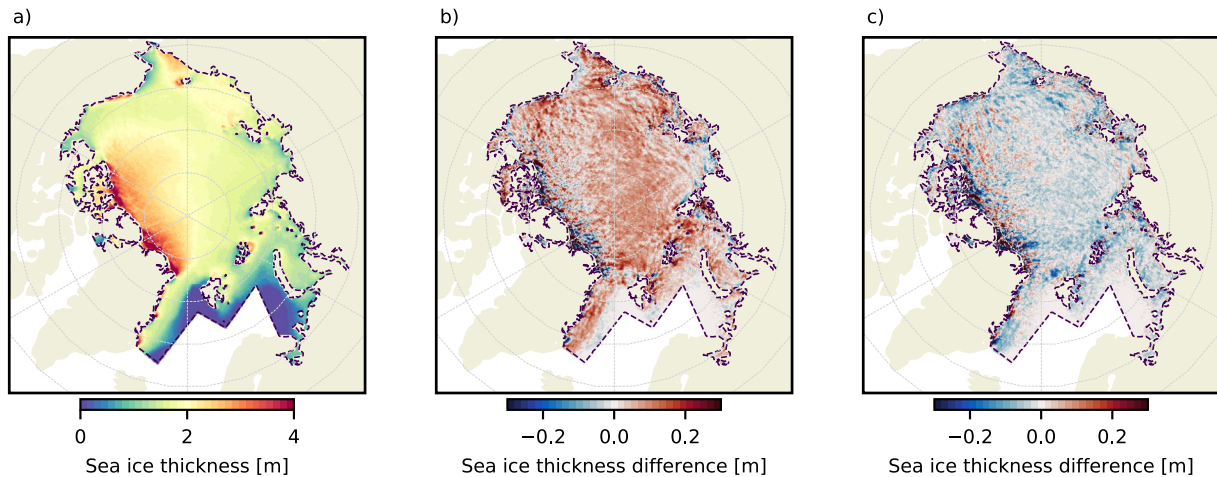 a)
b)
c)
0 2 4
−0.2 0.0 0.2
−0.2 0.0 0.2
Sea ice thickness [m]
Sea ice thickness difference [m]
Sea ice thickness difference [m]